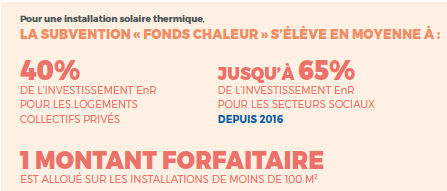 Pour une installation solaire thermique,
LA SUBVENTION « FONDS CHALEUR » S'ÉLÈVE EN MOYENNE À :
40%
DE L'INVESTISSEMENT EnR
POUR LES LOGEMENTS
COLLECTIFS PRIVÉS
JUSQU'À 65%
DE L'INVESTISSEMENT EnR
POUR LES SECTEURS SOCIAUX
DEPUIS 2016
1 MONTANT FORFAITAIRE
EST ALLOUÉ SUR LES INSTALLATIONS DE MOINS DE 100 M²